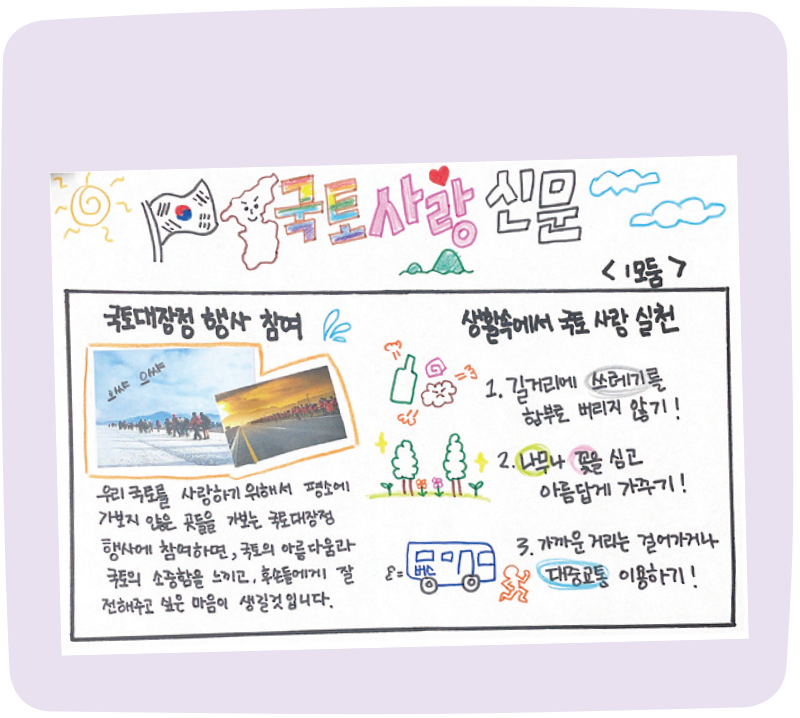 국토사랑 신문
<1모둠>
국토대장정 행사 참여
으쌰 으쌰
우리 국토를 사랑하기 위해서 평소에
가보지 않은 곳들을 가보는 국토대장정
행사에 참여하면, 국토의 아름다움과
국토의 소중함을 느끼고, 후손들에게 잘
전해주고 싶은 마음이 생길것입니다.
생활속에서 국토 사랑 실천
1. 길거리에 쓰레기를
함부로 버리지 않기!
2. 나무나 꽃을 심고
아름답게 가꾸기!
3. 가까운 거리는 걸어가거나
대중교통 이용하기!
버스